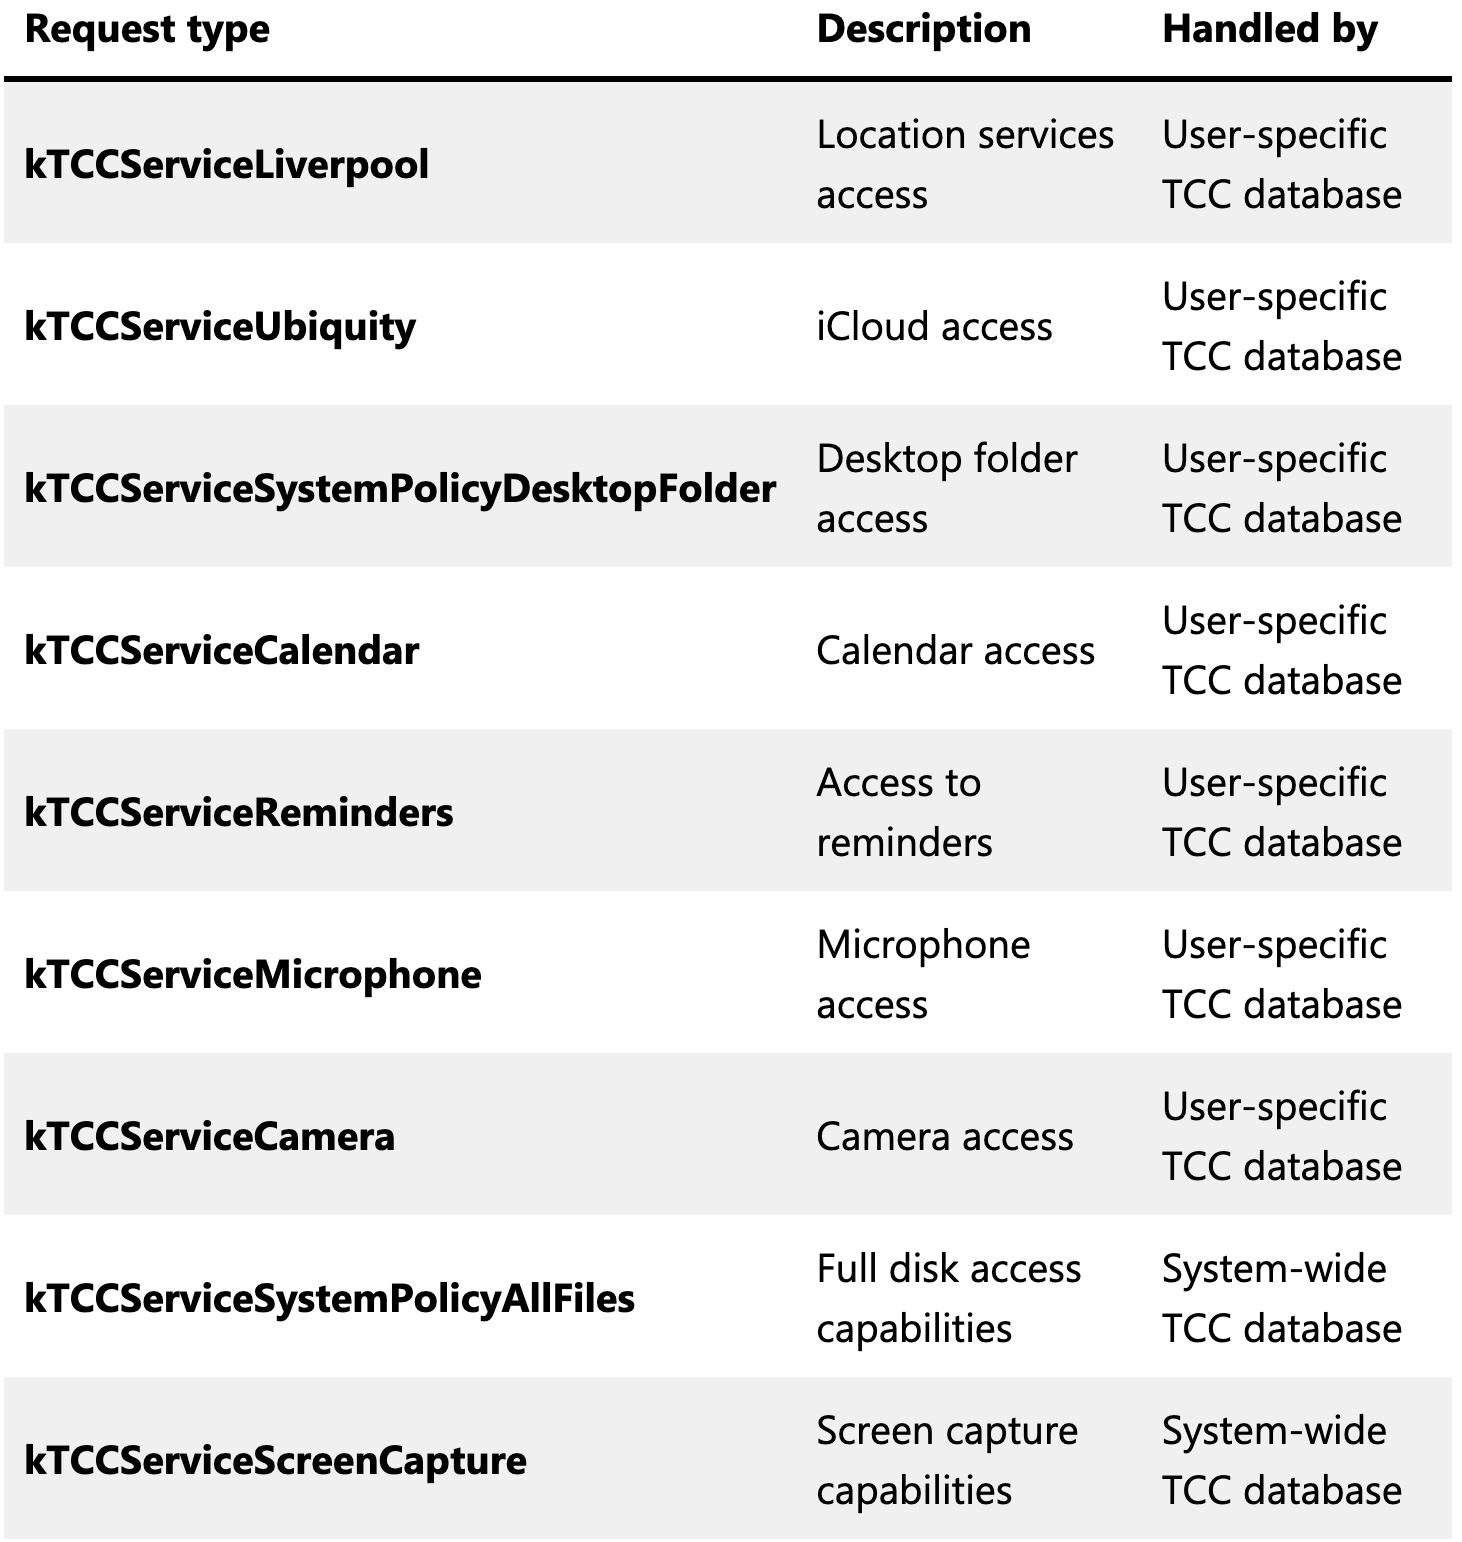 Request type Description Handled by
kTCCServiceLiverpool Location services access User-specific TCC database
kTCCServiceUbiquity iCloud access User-specific TCC database
kTCCServiceSystemPolicyDesktopFolder Desktop folder access User-specific TCC database
kTCCServiceCalendar Calendar access User-specific TCC database
kTCCServiceReminders Access to reminders User-specific TCC database
kTCCServiceMicrophone Microphone access User-specific TCC database
kTCCServiceCamera Camera access User-specific TCC database
kTCCServiceSystemPolicyAllFiles Full disk access capabilities System-wide TCC database
kTCCServiceScreenCapture Screen capture capabilities System-wide TCC database